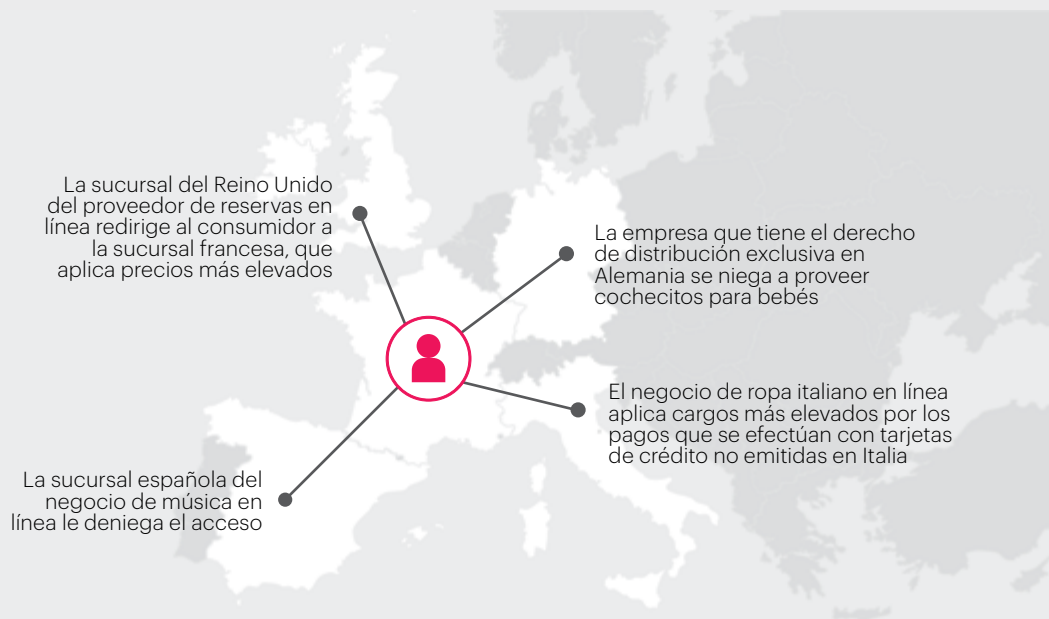 La sucursal del Reino Unido
del proveedor de reservas en
línea redirige al consumidor a
la sucursal francesa, que
aplica precios más elevados
La empresa que tiene el derecho
de distribución exclusiva en
Alemania se niega a proveer
cochecitos para bebés
El negocio de ropa italiano en línea
aplica cargos más elevados por los
pagos que se efectúan con tarjetas
de crédito no emitidas en Italia
La sucursal española del
negocio de música en
línea le deniega el acceso